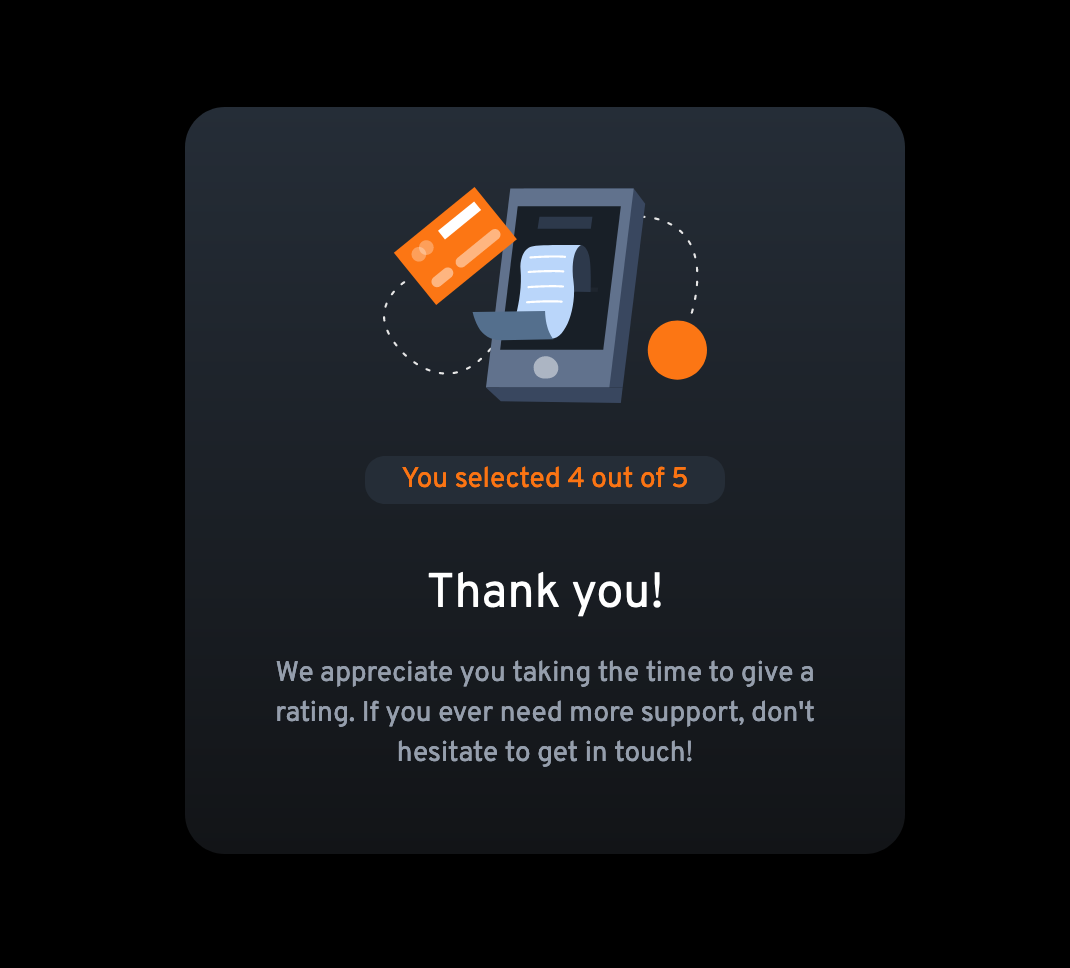 You selected 4 out of 5
Thank you!
We appreciate you taking the time to give a
rating. If you ever need more support, don't
hesitate to get in touch!